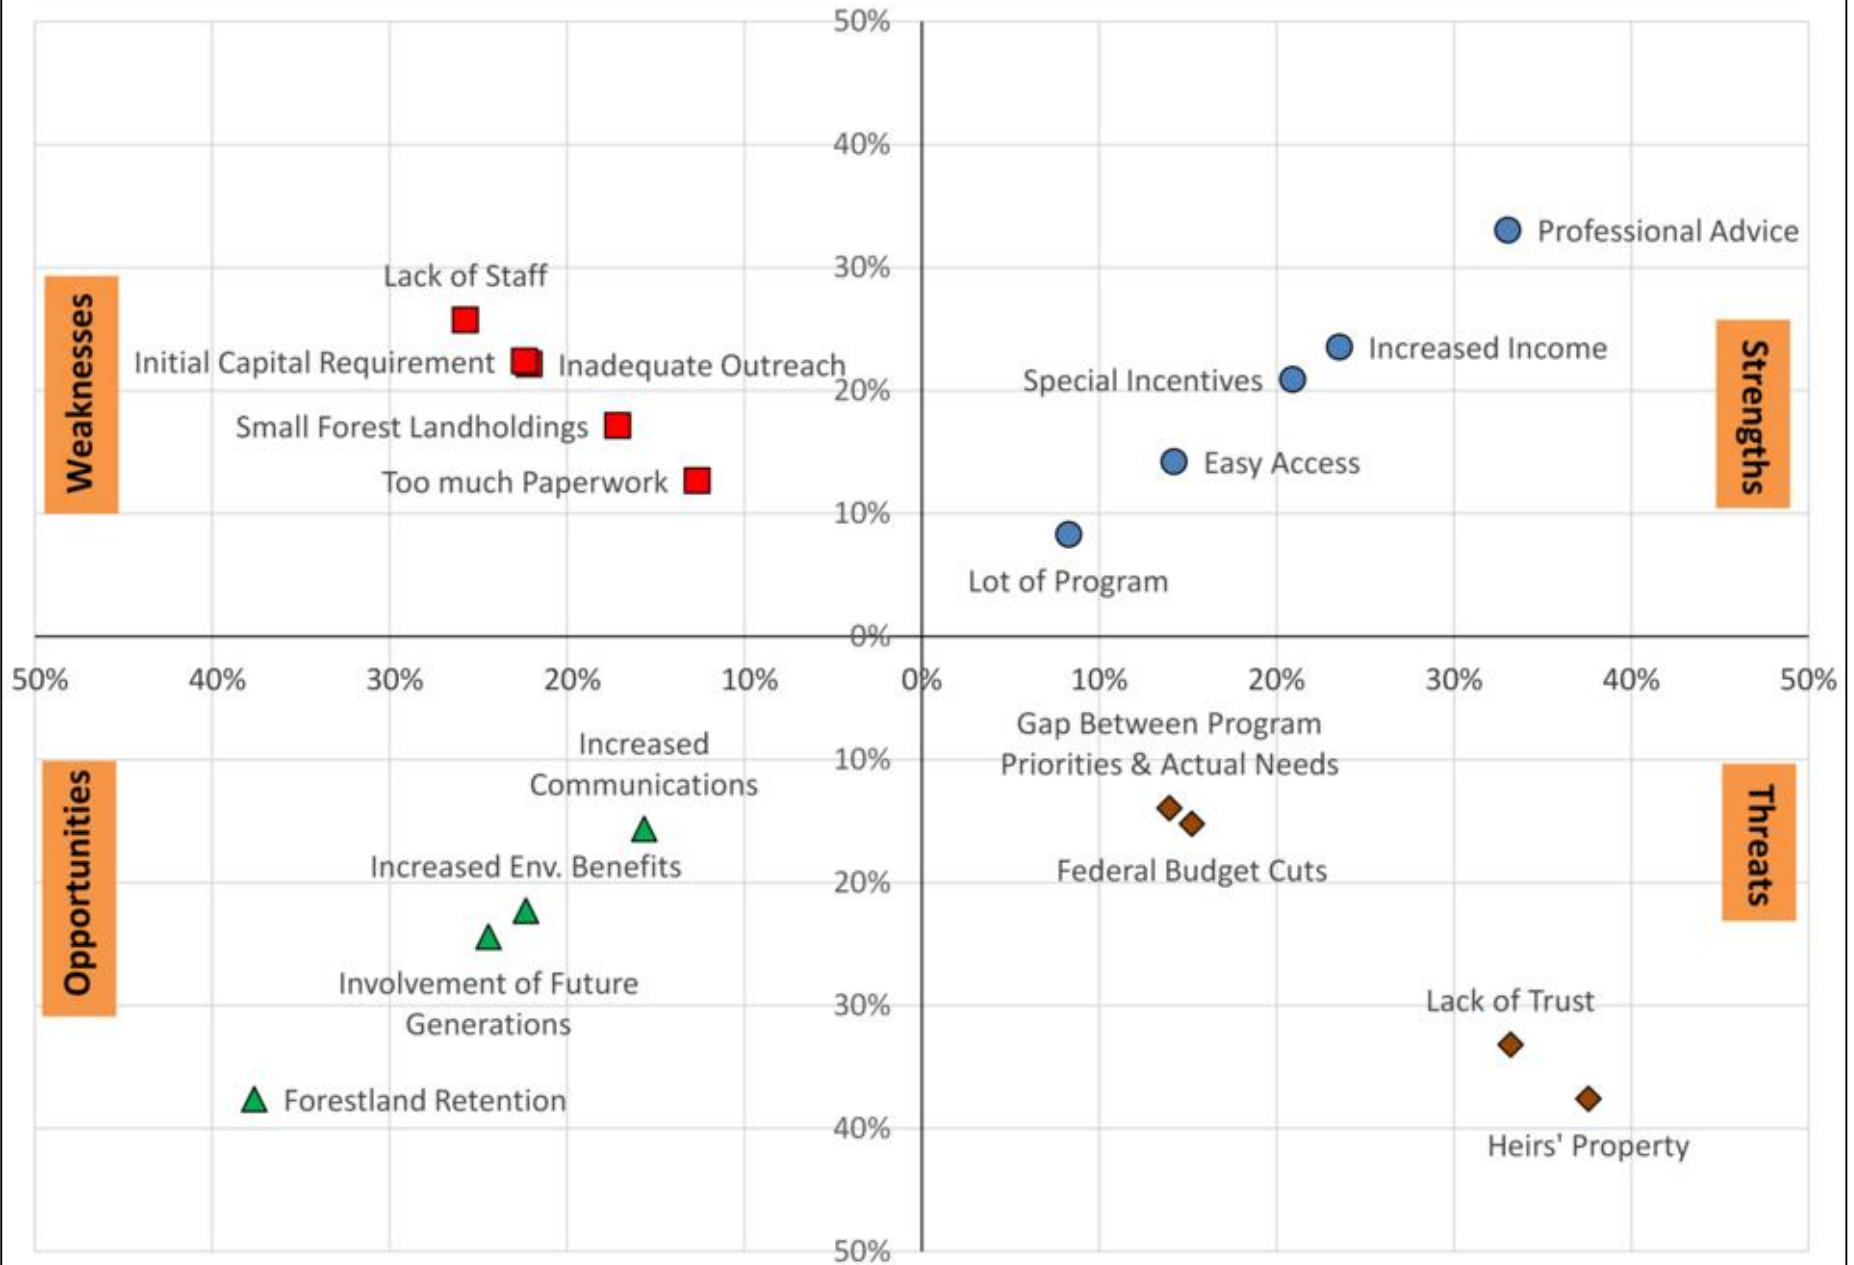 50%
40%
Professional Advice
30%
Lack of Staff
Weaknesses
Strengths
Increased Income
Initial Capital Requirement
Inadequate Outreach
Special Incentives
20%
Small Forest Landholdings
Easy Access
Too much Paperwork
10%
Lot of Program
0%
50% 40% 30% 20% 10% 0% 10% 20% 30% 40% 50%
Gap Between Program
Priorities & Actual Needs
Increased
Communications
10%
Opportunities
Threats
Increased Env. Benefits
Federal Budget Cuts
20%
Involvement of Future
Generations
30%
Lack of Trust
Forestland Retention
40%
Heirs' Property
50%